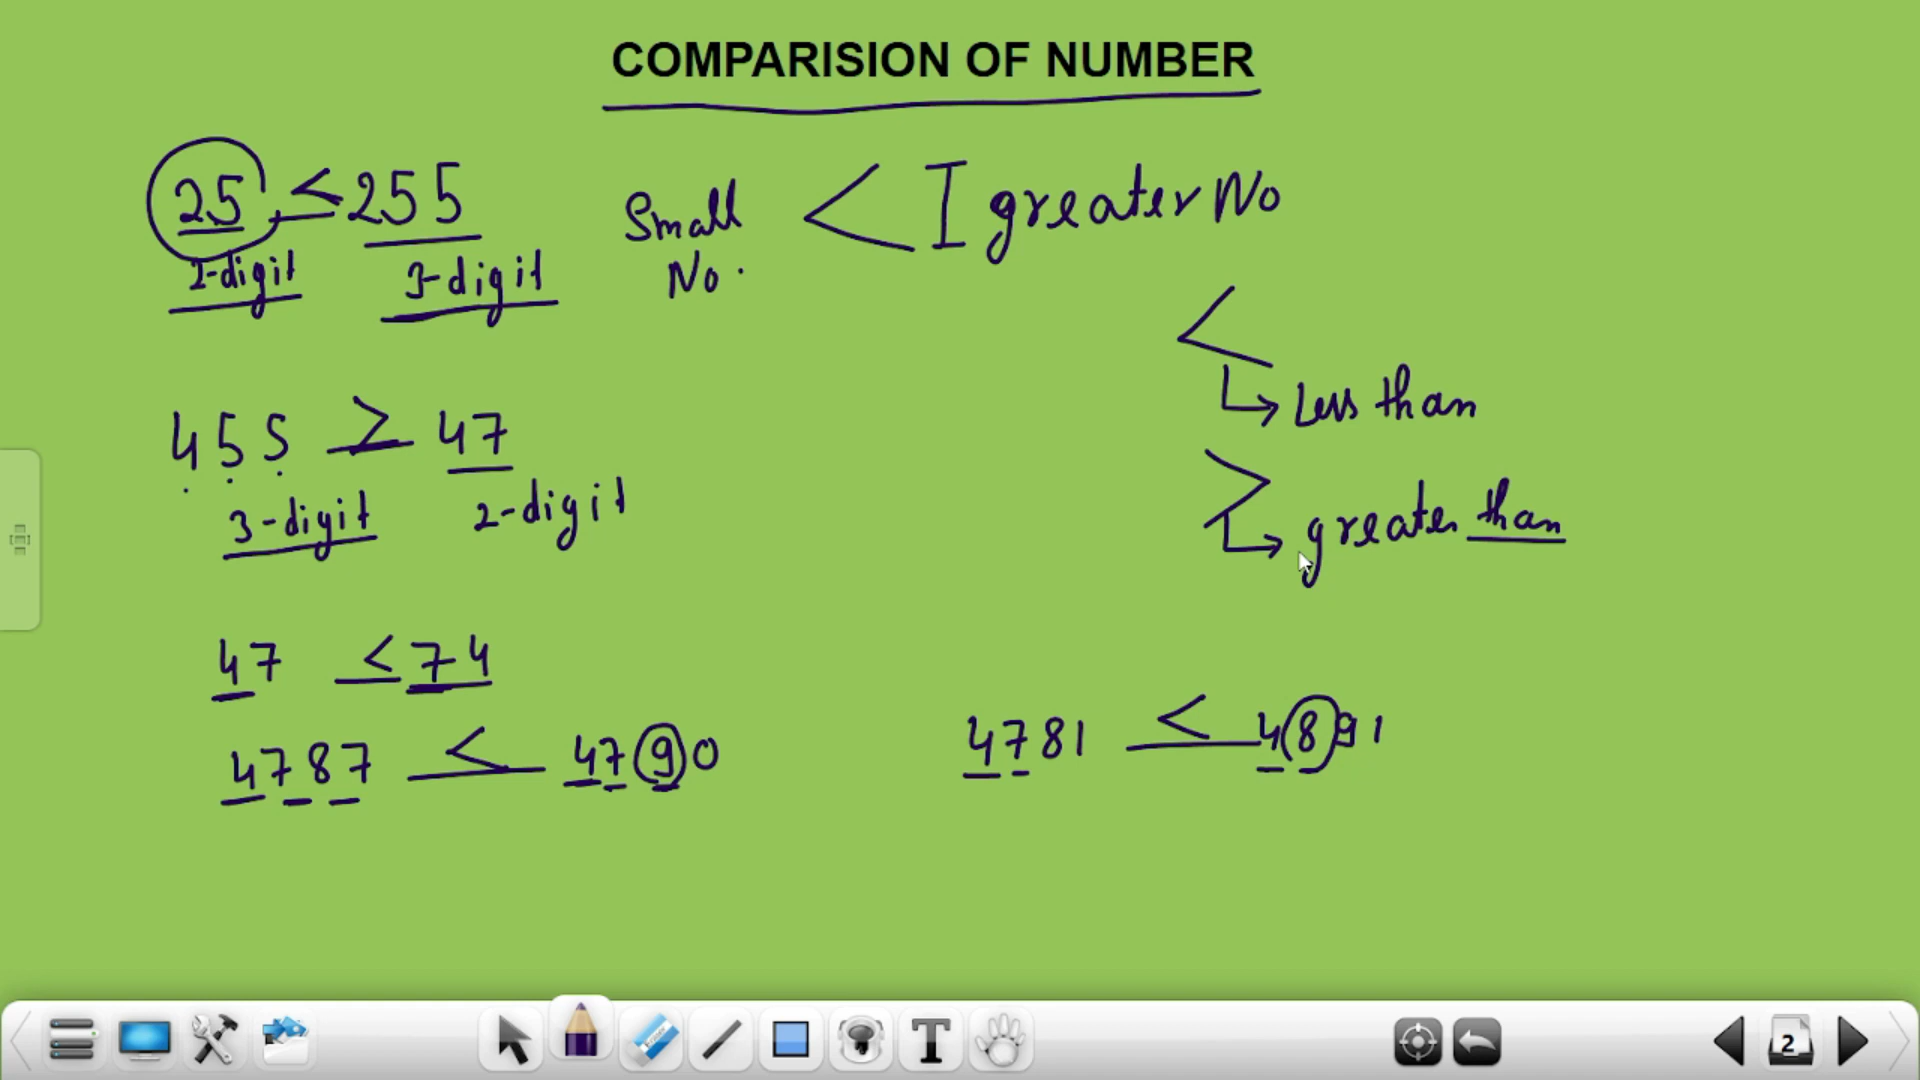 COMPARISION OF NUMBER
25 < 255
2-digit 3-digit
Small No. < greater No
<
Less than
455 > 47
3-digit 2-digit
>
greater than
47 < 74
4787 < 4790
4781 < 4891
T
2